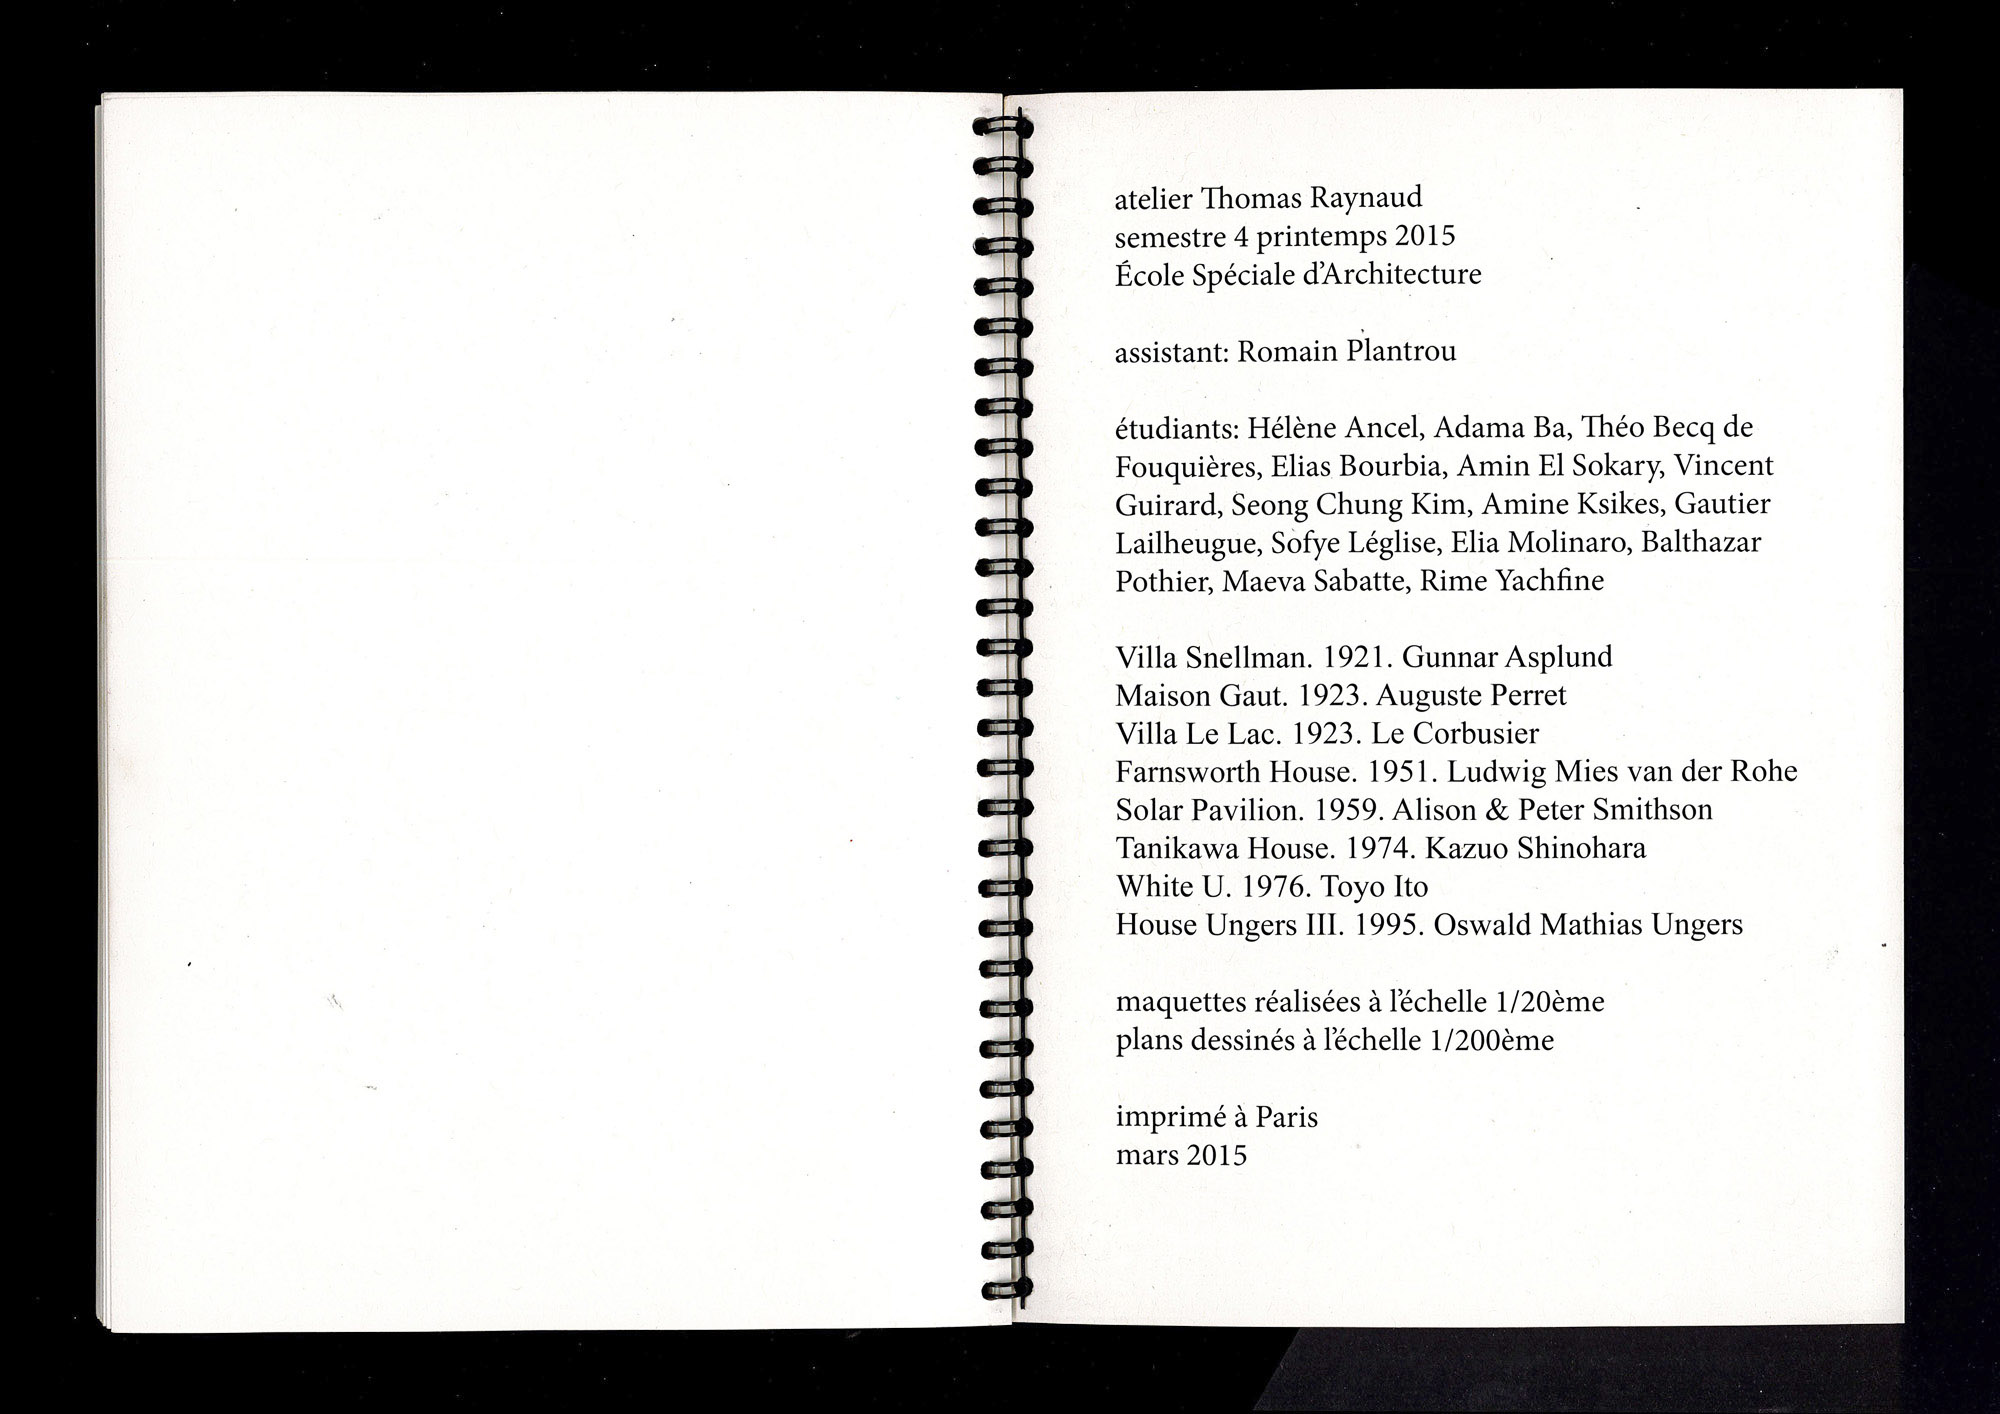 atelier Thomas Raynaud
semestre 4 printemps 2015
École Spéciale d’Architecture
assistant: Romain Plantrou
étudiants: Hélène Ancel, Adama Ba, Théo Becq de
Fouquières, Elias Bourbia, Amin El Sokary, Vincent
Guirard, Seong Chung Kim, Amine Ksikes, Gautier
Lailheugue, Sofye Léglise, Elia Molinaro, Balthazar
Pothier, Maeva Sabatte, Rime Yachfine
Villa Snellman. 1921. Gunnar Asplund
Maison Gaut. 1923. Auguste Perret
Villa Le Lac. 1923. Le Corbusier
Farnsworth House. 1951. Ludwig Mies van der Rohe
Solar Pavilion. 1959. Alison & Peter Smithson
Tanikawa House. 1974. Kazuo Shinohara
White U. 1976. Toyo Ito
House Ungers III. 1995. Oswald Mathias Ungers
maquettes réalisées à l’échelle 1/20ème
plans dessinés à l’échelle 1/200ème
imprimé à Paris
mars 2015